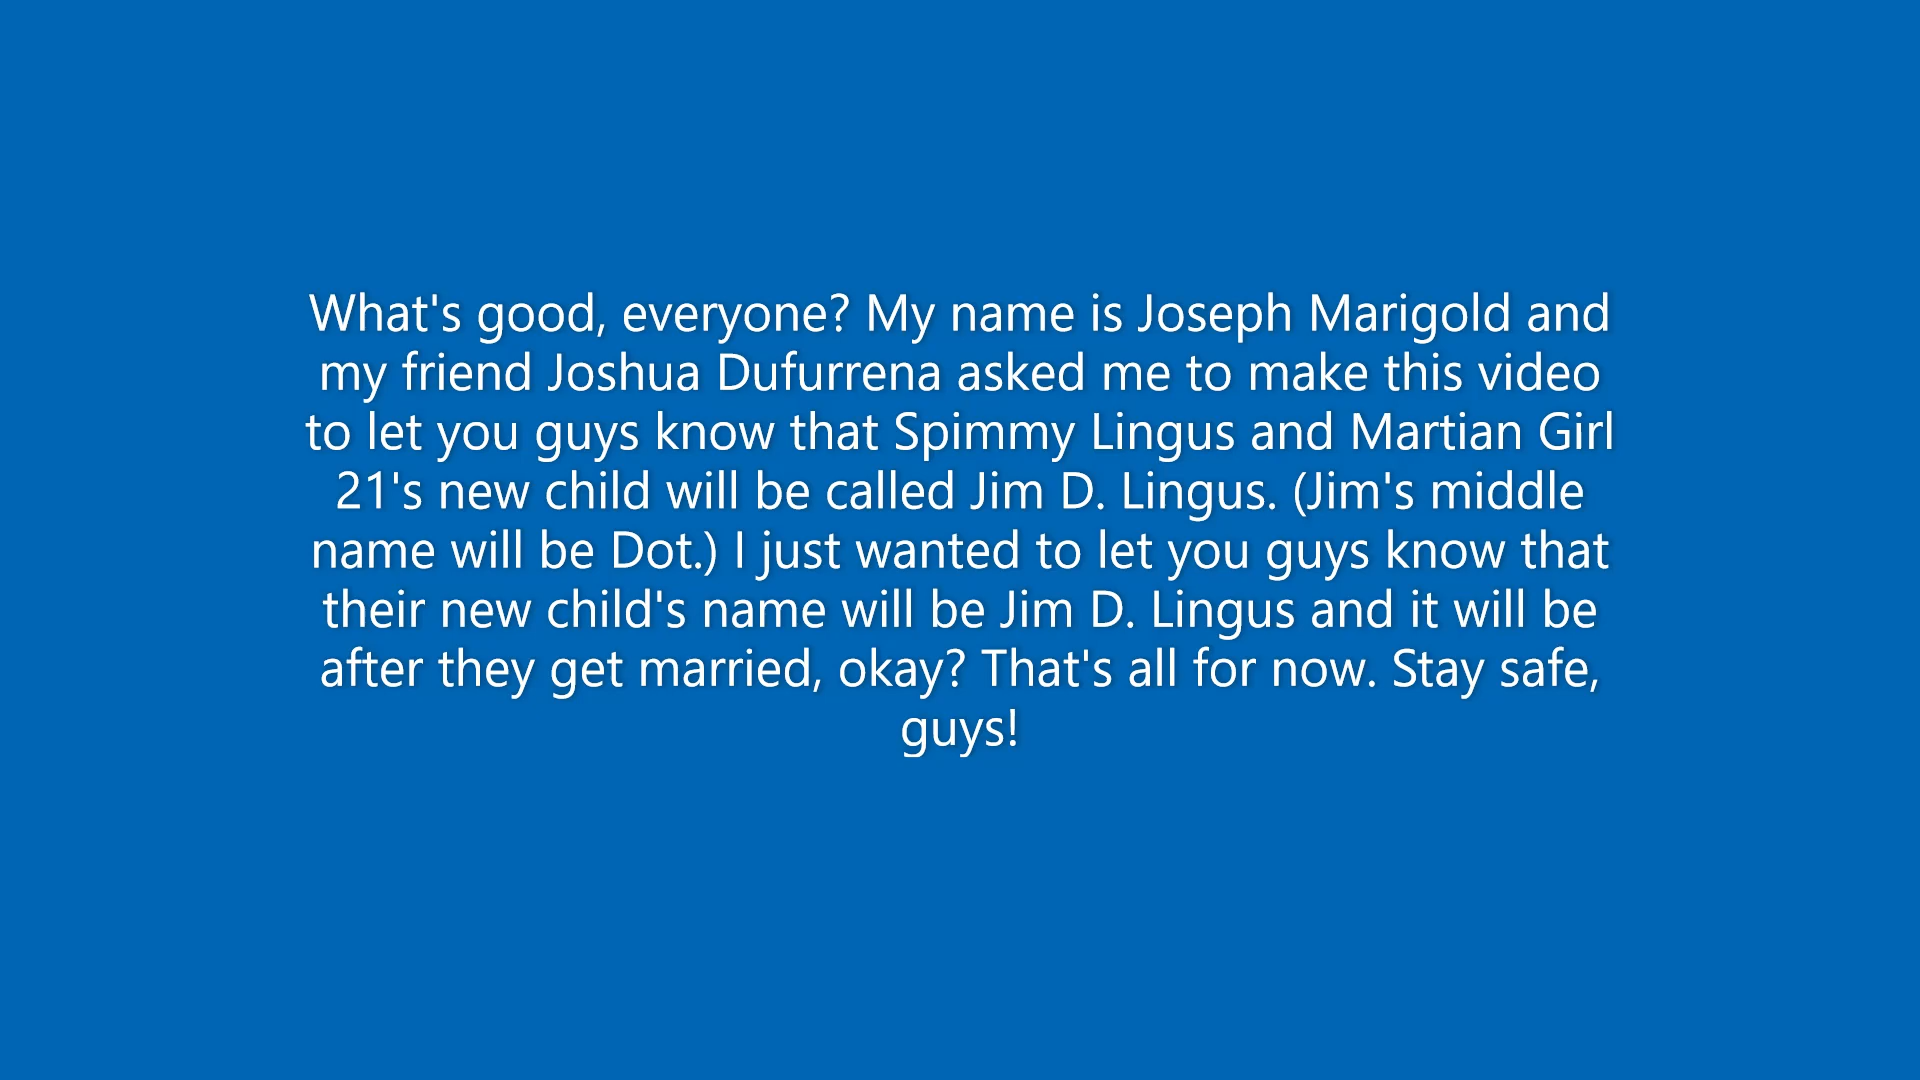 What's good, everyone? My name is Joseph Marigold and
my friend Joshua Dufurrena asked me to make this video
to let you guys know that Spimmy Lingus and Martian Girl
21's new child will be called Jim D. Lingus. (Jim's middle
name will be Dot.) I just wanted to let you guys know that
their new child's name will be Jim D. Lingus and it will be
after they get married, okay? That's all for now. Stay safe,
guys!